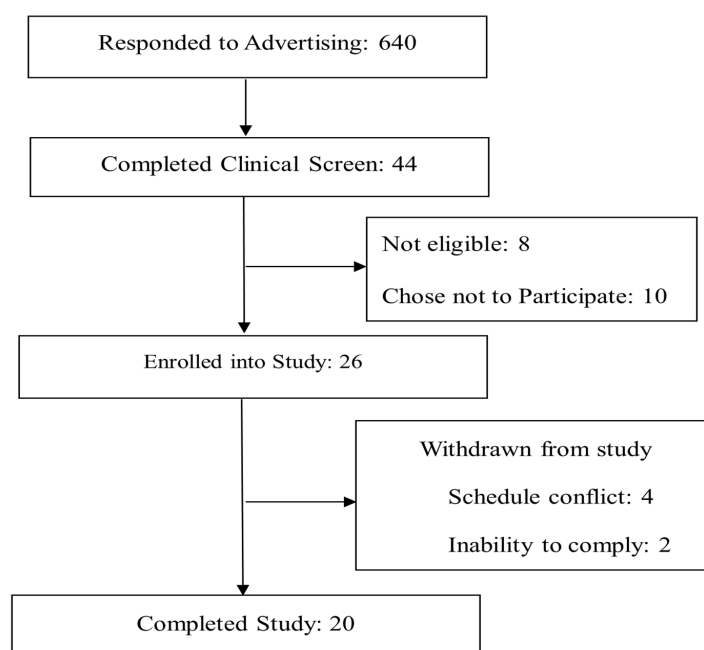 Responded to Advertising: 640
Completed Clinical Screen: 44
Not eligible: 8
Chose not to Participate: 10
Enrolled into Study: 26
Withdrawn from study
Schedule conflict: 4
Inability to comply: 2
Completed Study: 20